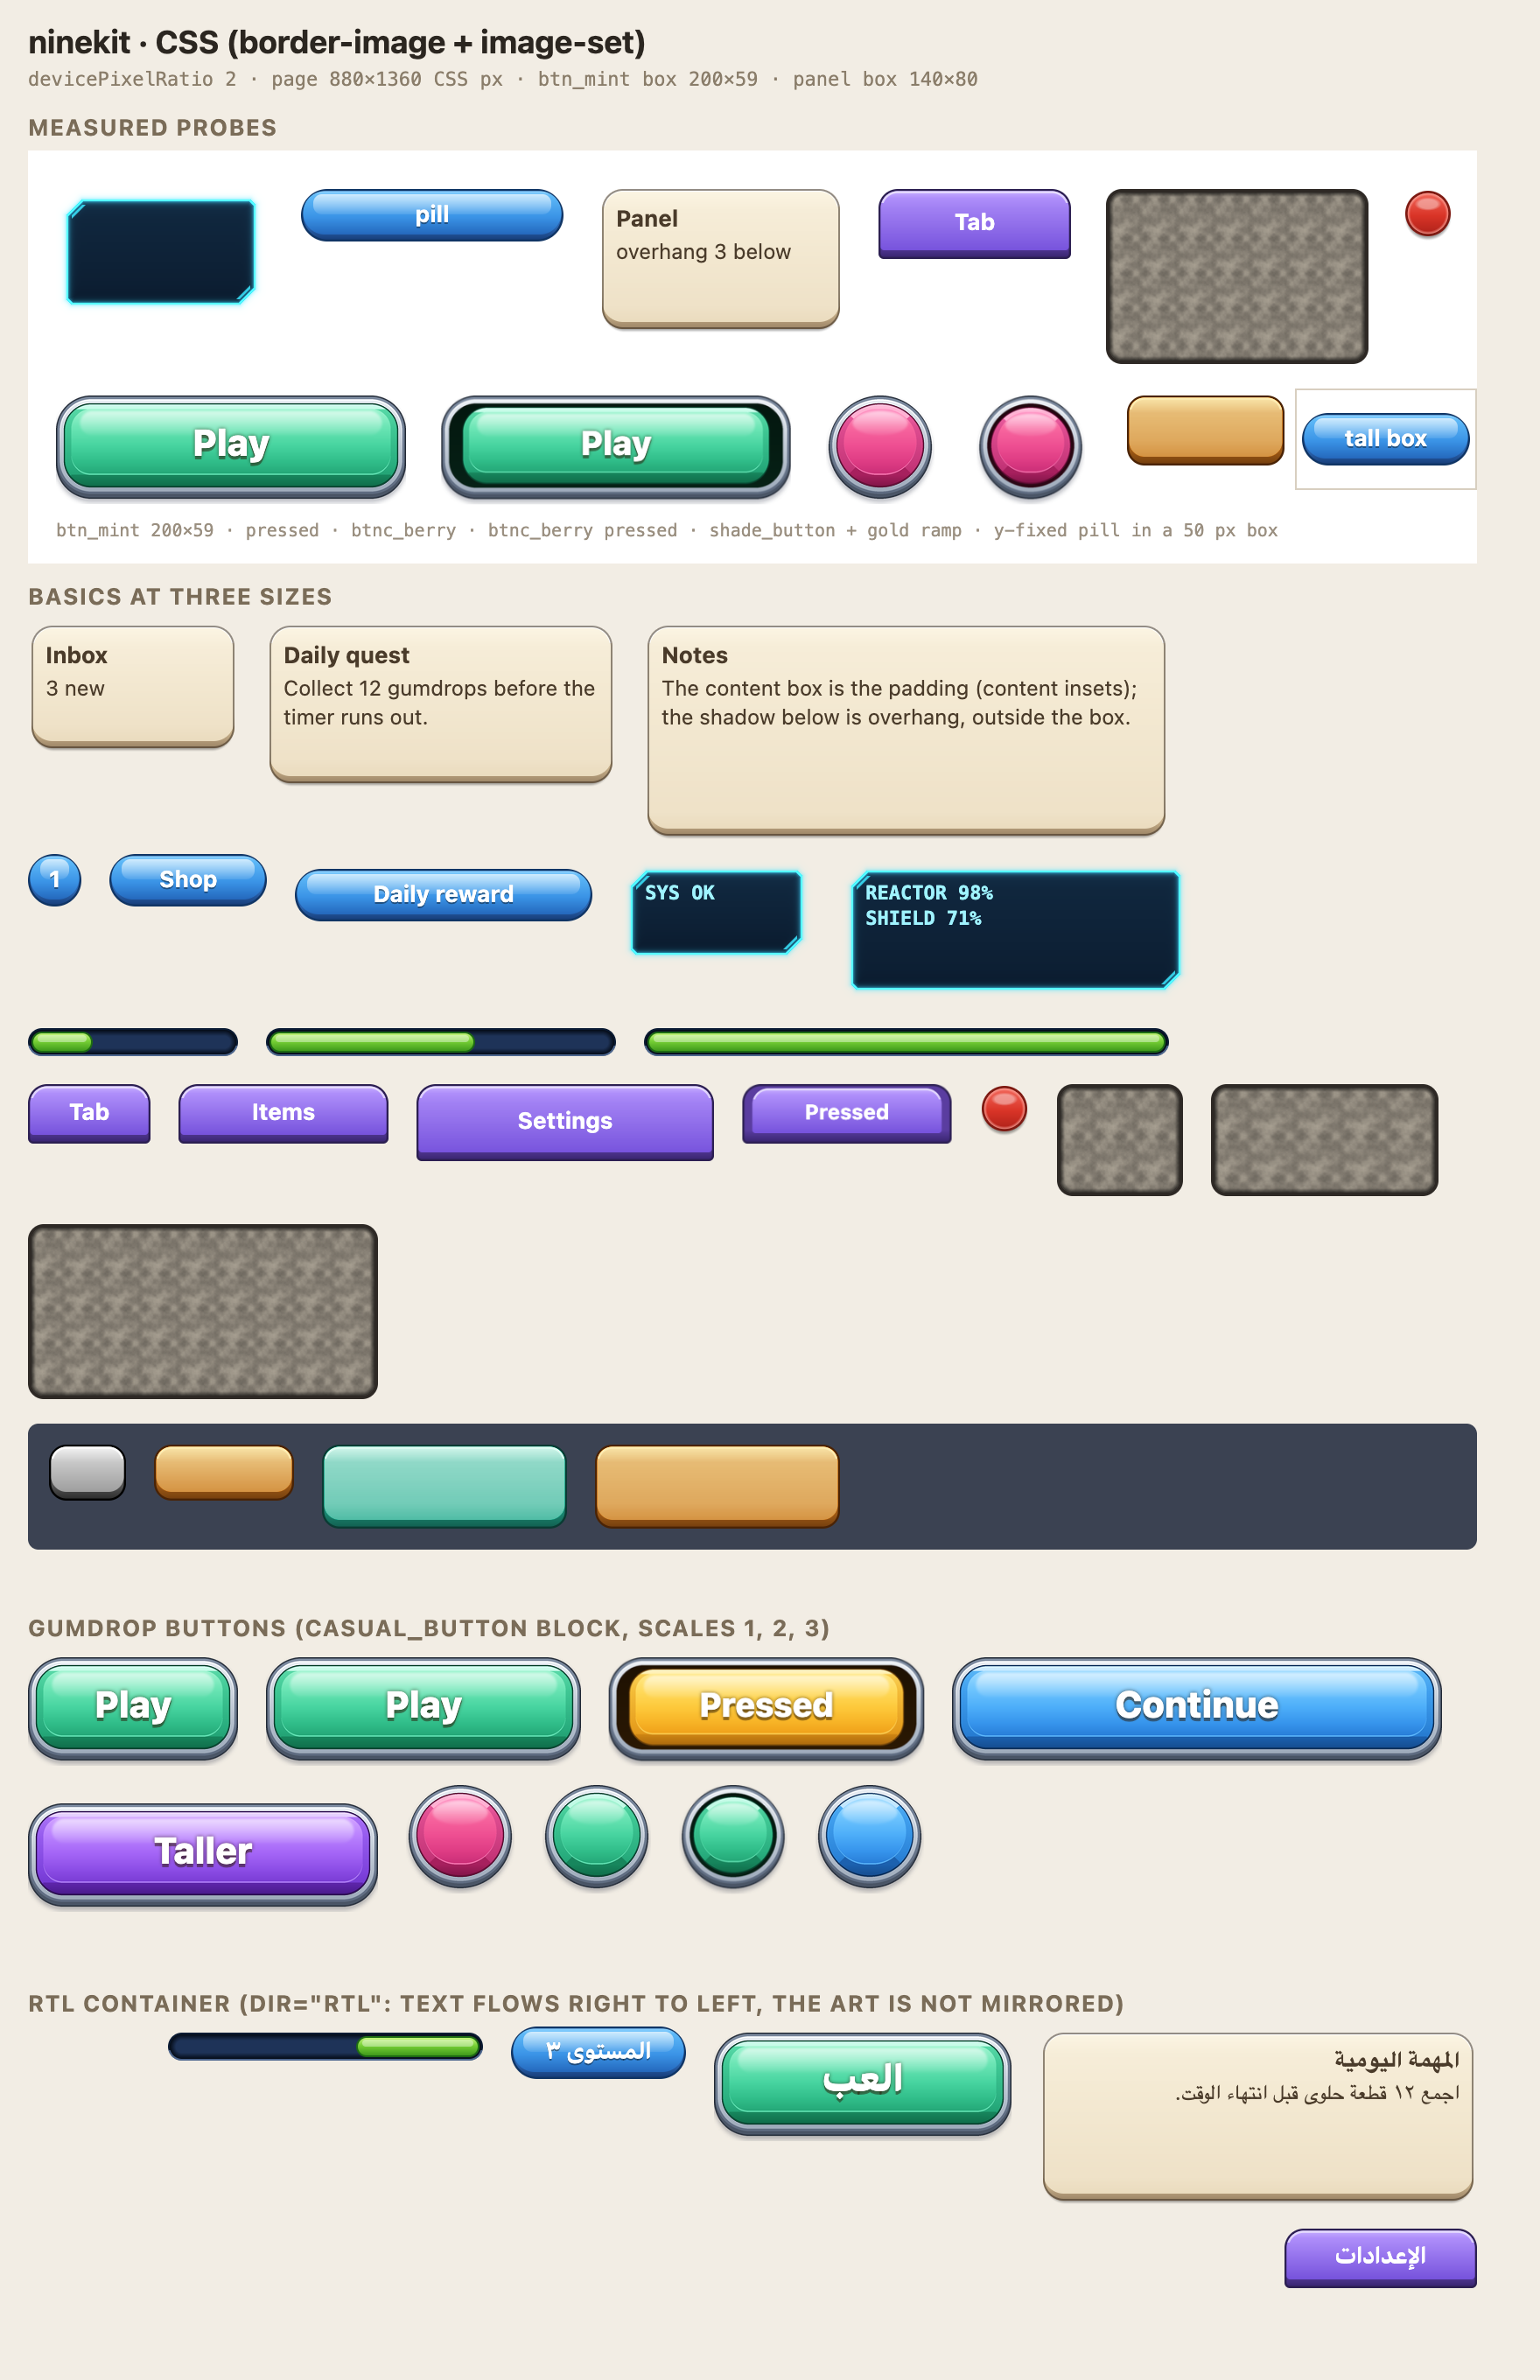 ninekit · CSS (border-image + image-set)
devicePixelRatio 2 · page 880×1360 CSS px · btn_mint box 200×59 · panel box 140×80
MEASURED PROBES
pill
Panel
overhang 3 below
Tab
Play
Play
tall box
btn_mint 200×59 · pressed · btnc_berry · btnc_berry pressed · shade_button + gold ramp · y-fixed pill in a 50 px box
BASICS AT THREE SIZES
Inbox
3 new
Daily quest
Collect 12 gumdrops before the
timer runs out.
Notes
The content box is the padding (content insets);
the shadow below is overhang, outside the box.
1
Shop
Daily reward
SYS OK
REACTOR 98%
SHIELD 71%
Tab
Items
Settings
Pressed
GUMDROP BUTTONS (CASUAL_BUTTON BLOCK, SCALES 1, 2, 3)
Play
Play
Pressed
Continue
Taller
RTL CONTAINER (DIR="RTL": TEXT FLOWS RIGHT TO LEFT, THE ART IS NOT MIRRORED)
المهمة اليومية
اجمع ١٢ قطعة حلوى قبل انتهاء الوقت.
العب
المستوى ٣
الإعدادات